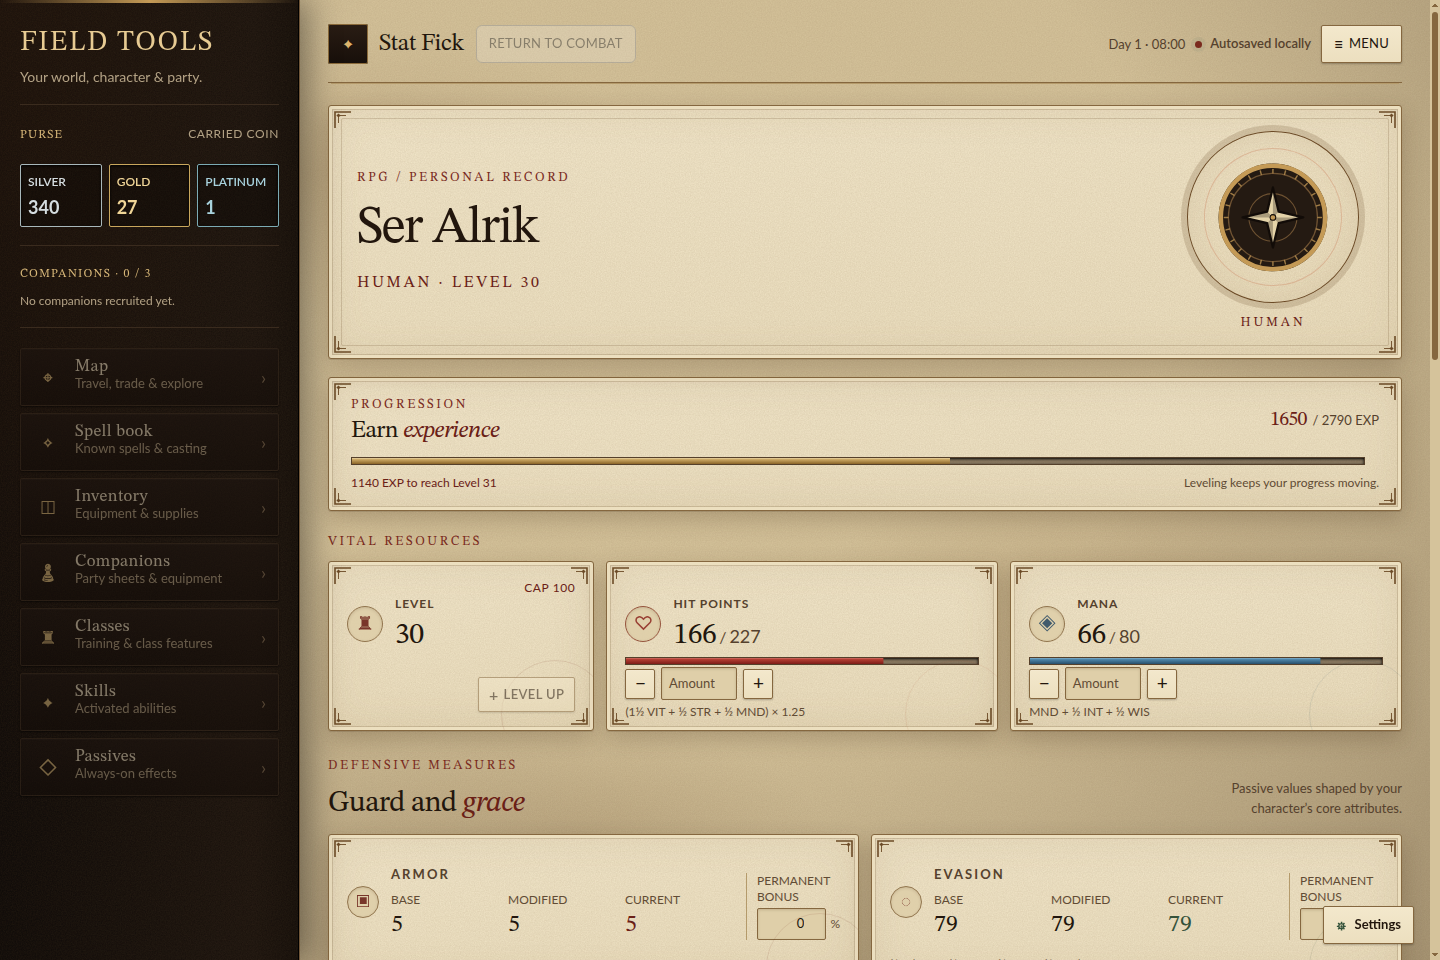 FIELD TOOLS
Your world, character & party.
PURSE
CARRIED COIN
SILVER
340
GOLD
27
PLATINUM
1
COMPANIONS · 0 / 3
No companions recruited yet.
Map
Travel, trade & explore
Spell book
Known spells & casting
Inventory
Equipment & supplies
Companions
Party sheets & equipment
Classes
Training & class features
Skills
Activated abilities
Passives
Always-on effects
Stat Fick
RETURN TO COMBAT
Day 1 · 08:00
Autosaved locally
≡ MENU
RPG / PERSONAL RECORD
Ser Alrik
HUMAN · LEVEL 30
HUMAN
PROGRESSION
Earn experience
1650 / 2790 EXP
1140 EXP to reach Level 31
Leveling keeps your progress moving.
VITAL RESOURCES
CAP 100
LEVEL
30
+ LEVEL UP
HIT POINTS
166 / 227
− Amount +
(1½ VIT + ½ STR + ½ MND) × 1.25
MANA
66 / 80
− Amount +
MND + ½ INT + ½ WIS
DEFENSIVE MEASURES
Guard and grace
Passive values shaped by your
character's core attributes.
ARMOR
BASE
5
MODIFIED
5
CURRENT
5
PERMANENT
BONUS
0 %
EVASION
BASE
79
MODIFIED
79
CURRENT
79
PERMANENT
BONUS
Settings